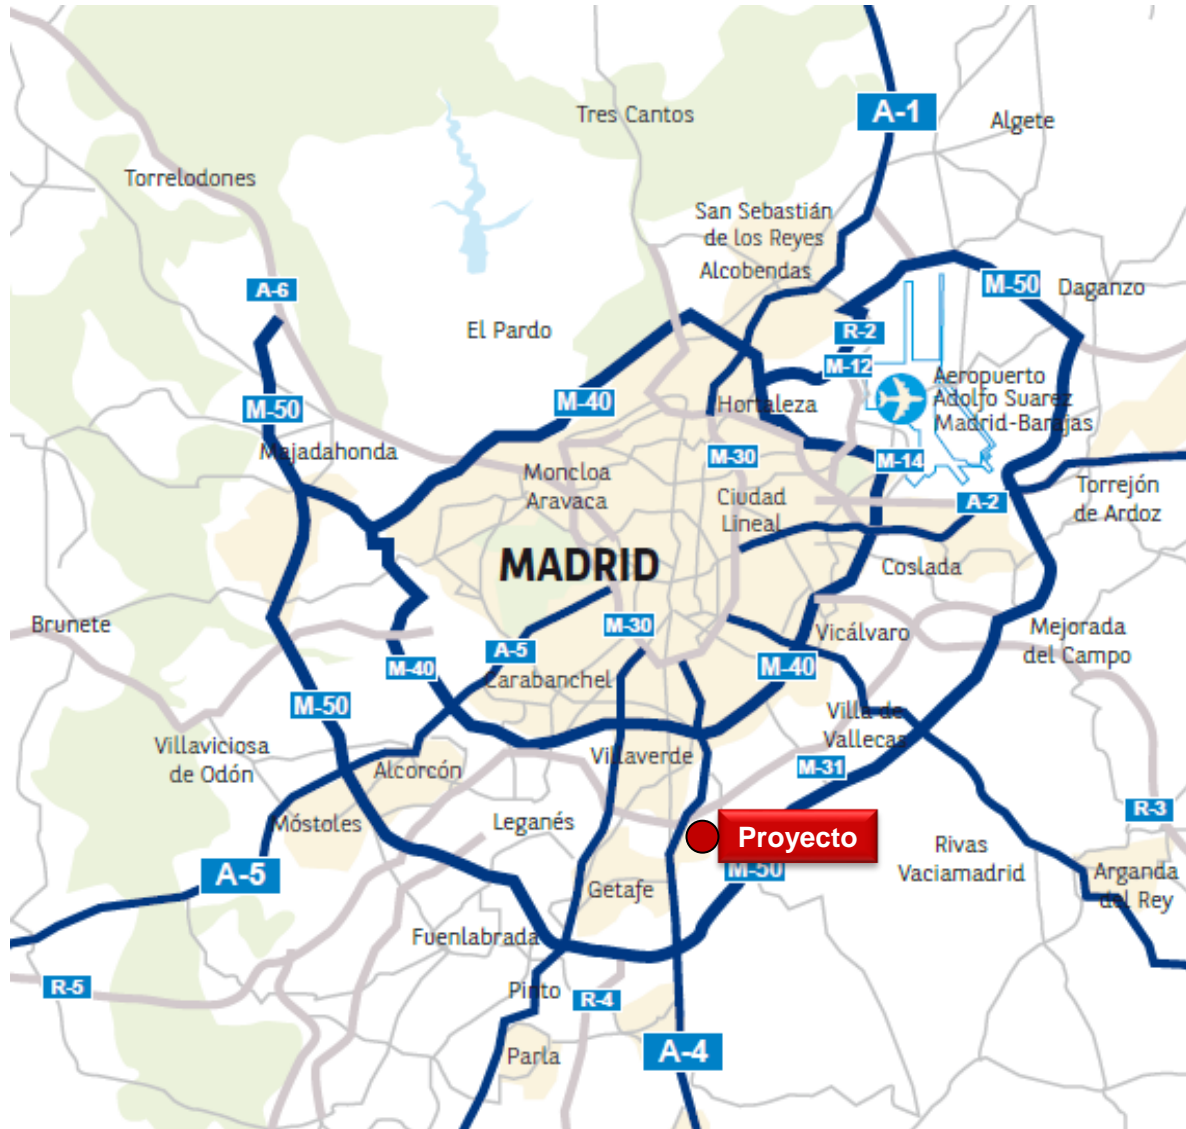 A-1
Tres Cantos
Algete
Torrelodones
San Sebastián
de los Reyes
Alcobendas
A-6
M-50
Daganzo
El Pardo
R-2
M-12
Aeropuerto
Adolfo Suarez
Madrid-Barajas
M-40
M-50
Hortaleza
Majadahonda
M-30
M-14
Moncloa
Aravaca
Ciudad
Lineal
A-2
Torrejón
de Ardoz
MADRID
Coslada
Brunete
M-30
Vicálvaro
Mejorada
del Campo
A-5
M-40
M-40
Carabanchel
M-50
Villa de
Vallecas
Villaviciosa
de Odón
Alcorcón
Villaverde
M-31
Móstoles
Leganés
Proyecto
R-3
Rivas
Vaciamadrid
A-5
M-50
Getafe
Arganda
del Rey
Fuenlabrada
R-5
Pinto
R-4
Parla
A-4